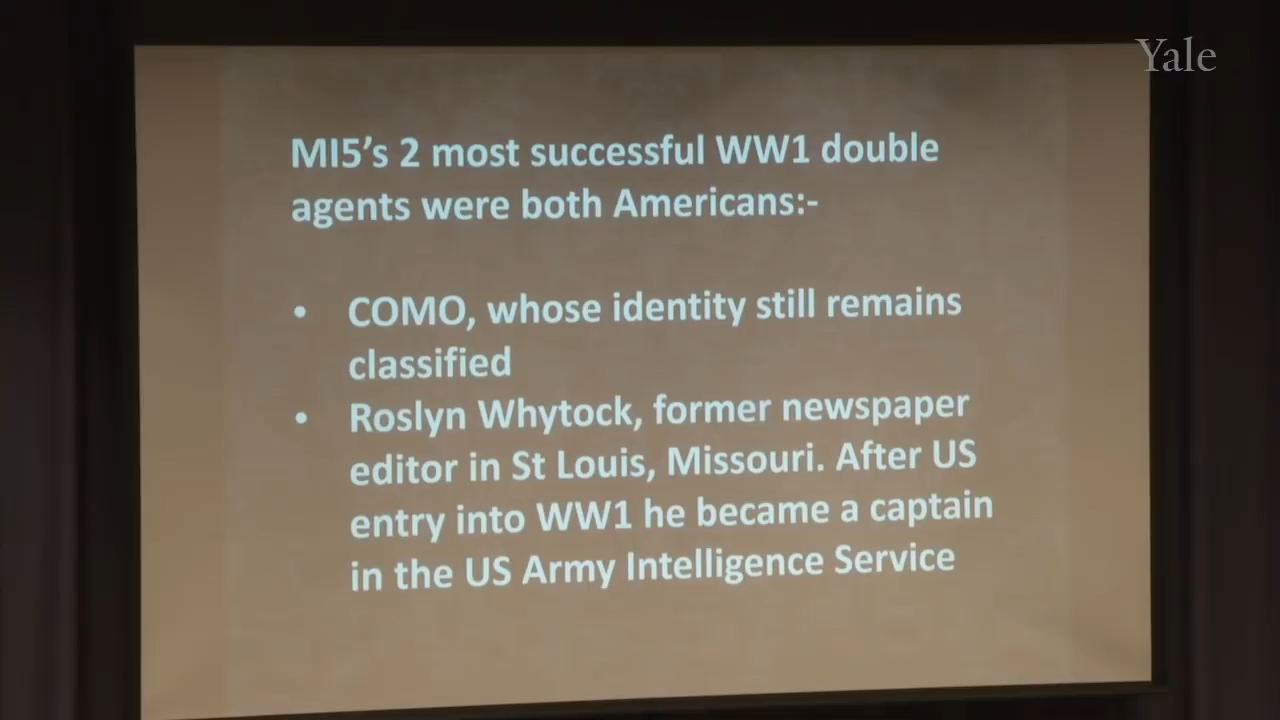 Yale
MI5's 2 most successful WW1 double
agents were both Americans:-
• COMO, whose identity still remains
classified
• Roslyn Whytock, former newspaper
editor in St Louis, Missouri. After US
entry into WW1 he became a captain
in the US Army Intelligence Service